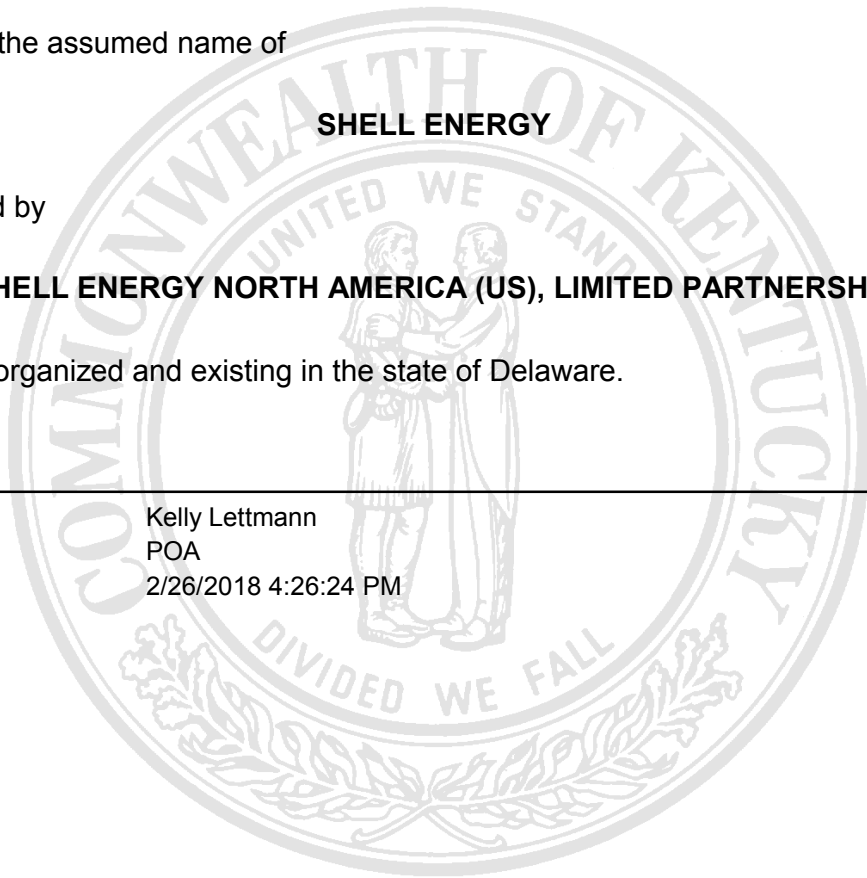 the assumed name of
SHELL ENERGY
d by
HELL ENERGY NORTH AMERICA (US), LIMITED PARTNERSH
organized and existing in the state of Delaware.
Kelly Lettmann
POA
2/26/2018 4:26:24 PM
COMMONWEALTH OF KENTUCKY
UNITED WE STAND
DIVIDED WE FALL